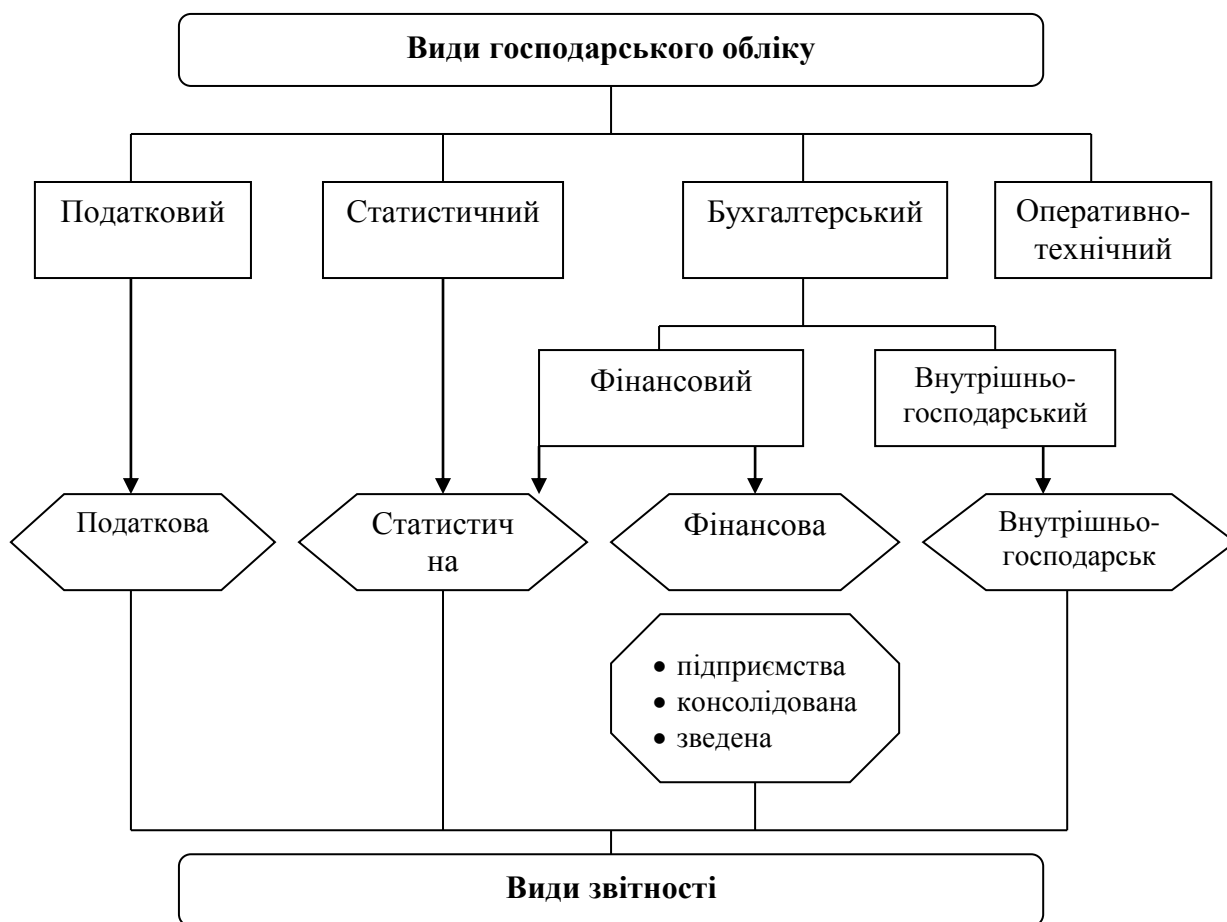 Види господарського обліку
Податковий
Статистичний
Бухгалтерський
Оперативно-
технічний
Фінансовий
Внутрішньо-
господарський
Податкова
Статистич
на
Фінансова
Внутрішньо-
господарськ
• підприємства
• консолідована
• зведена
Види звітності